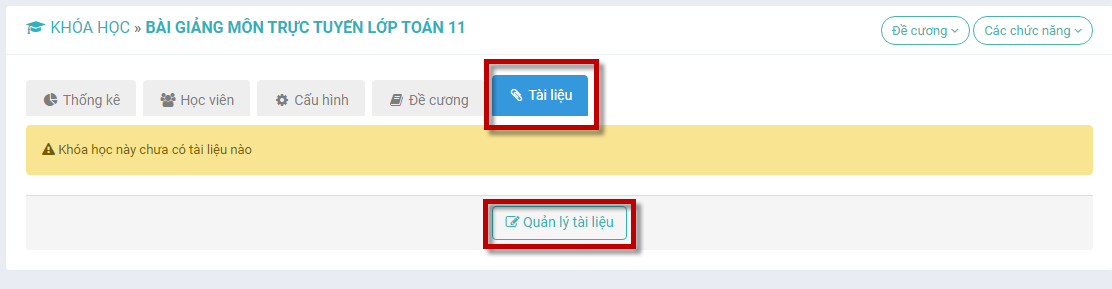 KHÓA HỌC » BÀI GIẢNG MÔN TRỰC TUYẾN LỚP TOÁN 11
Đề cương Các chức năng
Thống kê Học viên Cấu hình Đề cương Tài liệu
Khóa học này chưa có tài liệu nào
Quản lý tài liệu